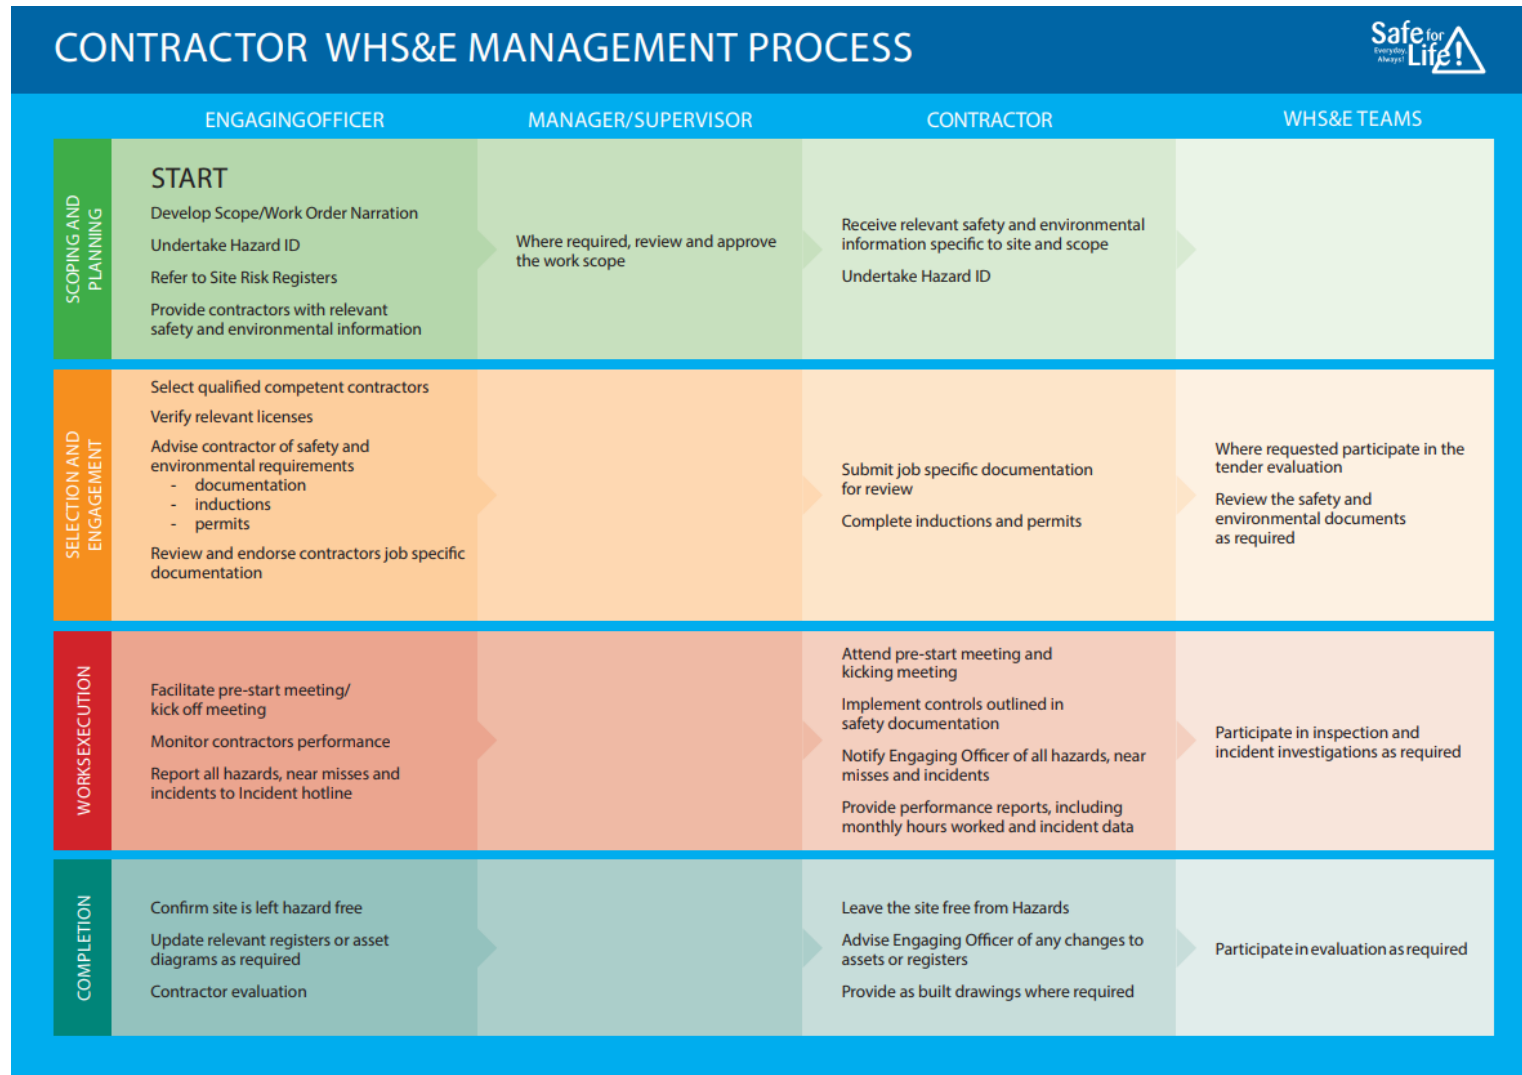 CONTRACTOR WHS&E MANAGEMENT PROCESS
Safe for
Everyday.
Always!
Life!
ENGAGINGOFFICER
MANAGER/SUPERVISOR
CONTRACTOR
WHS&E TEAMS
SCOPING AND
PLANNING
START
Develop Scope/Work Order Narration
Undertake Hazard ID
Refer to Site Risk Registers
Provide contractors with relevant
safety and environmental information
Where required, review and approve
the work scope
Receive relevant safety and environmental
information specific to site and scope
Undertake Hazard ID
SELECTION AND
ENGAGEMENT
Select qualified competent contractors
Verify relevant licenses
Advise contractor of safety and
environmental requirements
- documentation
- inductions
- permits
Review and endorse contractors job specific
documentation
Submit job specific documentation
for review
Complete inductions and permits
Where requested participate in the
tender evaluation
Review the safety and
environmental documents
as required
WORKSEXECUTION
Facilitate pre-start meeting/
kick off meeting
Monitor contractors performance
Report all hazards, near misses and
incidents to Incident hotline
Attend pre-start meeting and
kicking meeting
Implement controls outlined in
safety documentation
Notify Engaging Officer of all hazards, near
misses and incidents
Provide performance reports, including
monthly hours worked and incident data
Participate in inspection and
incident investigations as required
COMPLETION
Confirm site is left hazard free
Update relevant registers or asset
diagrams as required
Contractor evaluation
Leave the site free from Hazards
Advise Engaging Officer of any changes to
assets or registers
Provide as built drawings where required
Participate in evaluation as required